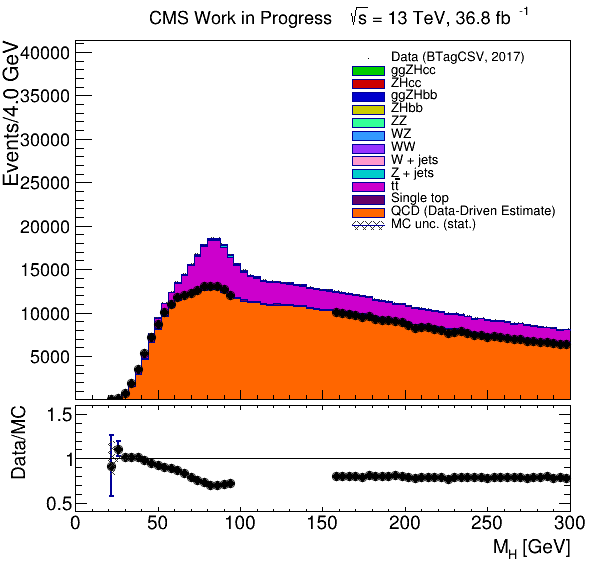 CMS Work in Progress √s = 13 TeV, 36.8 fb⁻¹
Events/4.0 GeV
40000
35000
30000
25000
20000
15000
10000
5000
Data (BTagCSV, 2017)
ggZHcc
ZHcc
ggZHbb
ZHbb
ZZ
WZ
WW
W + jets
Z + jets
tt̅
Single top
QCD (Data-Driven Estimate)
MC unc. (stat.)
Data/MC
1.5
1
0.5
0 50 100 150 200 250 300
M_H [GeV]